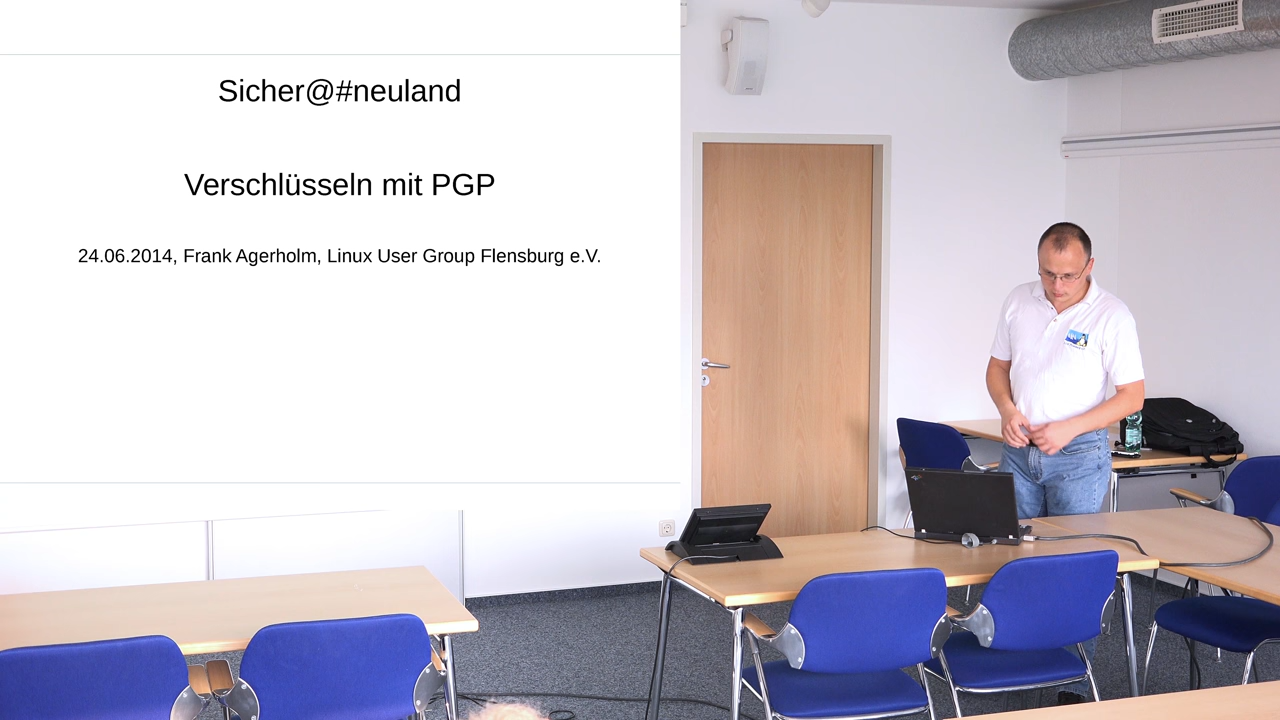 Sicher@#neuland
Verschlüsseln mit PGP
24.06.2014, Frank Agerholm, Linux User Group Flensburg e.V.